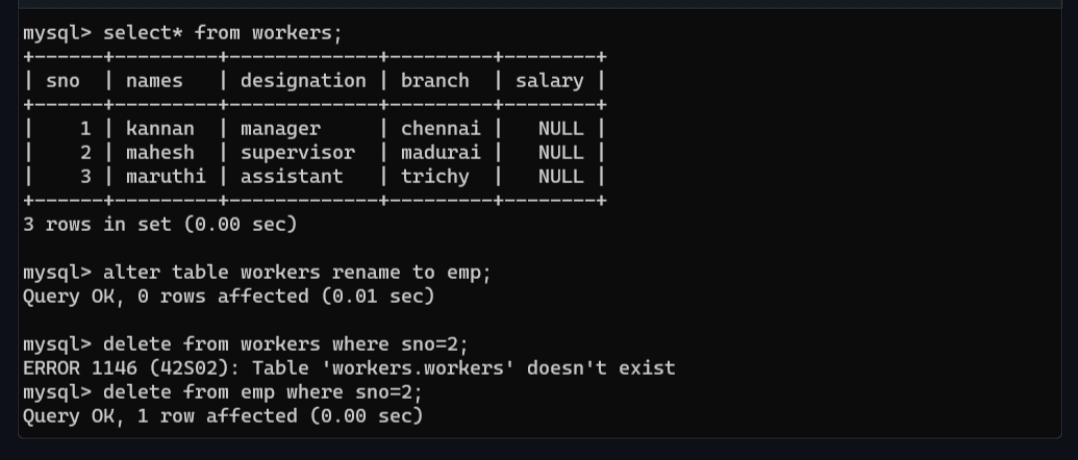 mysql> select* from workers;
+------+---------+-------------+---------+--------+
| sno  | names   | designation | branch  | salary |
+------+---------+-------------+---------+--------+
|    1 | kannan  | manager     | chennai |   NULL |
|    2 | mahesh  | supervisor  | madurai |   NULL |
|    3 | maruthi | assistant   | trichy  |   NULL |
+------+---------+-------------+---------+--------+
3 rows in set (0.00 sec)
mysql> alter table workers rename to emp;
Query OK, 0 rows affected (0.01 sec)
mysql> delete from workers where sno=2;
ERROR 1146 (42S02): Table 'workers.workers' doesn't exist
mysql> delete from emp where sno=2;
Query OK, 1 row affected (0.00 sec)